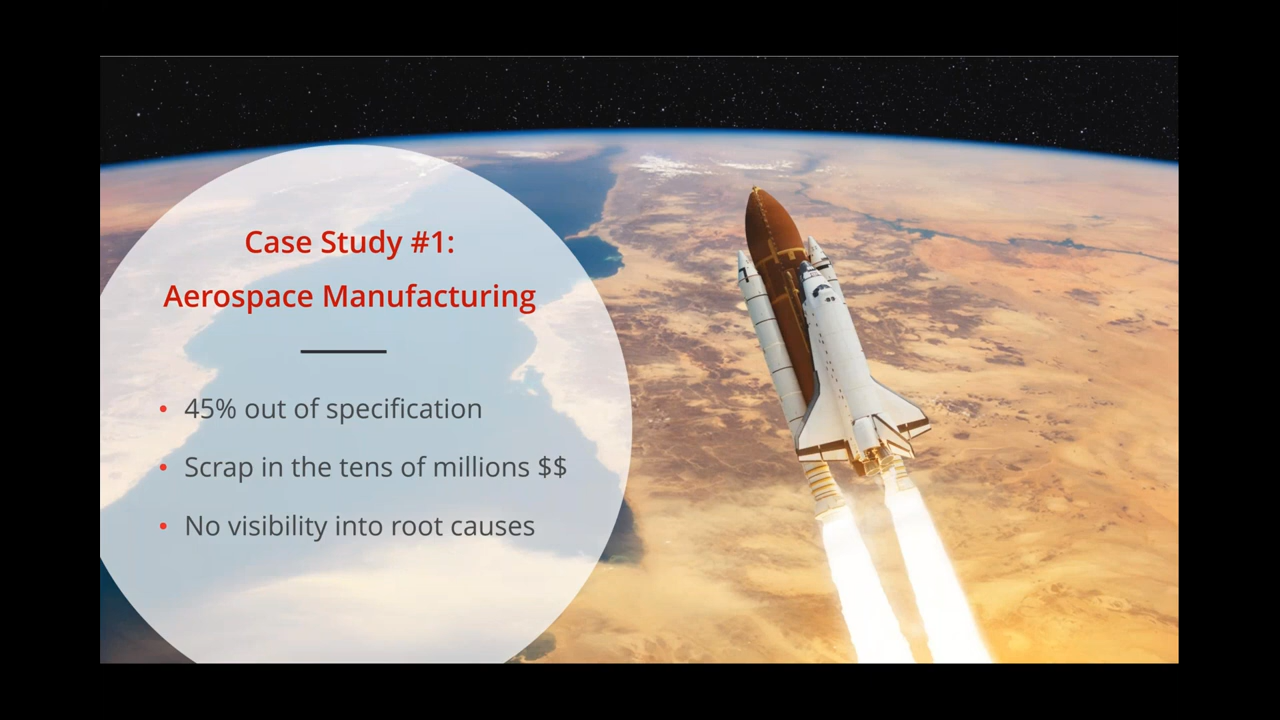 Case Study #1:
Aerospace Manufacturing
• 45% out of specification
• Scrap in the tens of millions $$
• No visibility into root causes